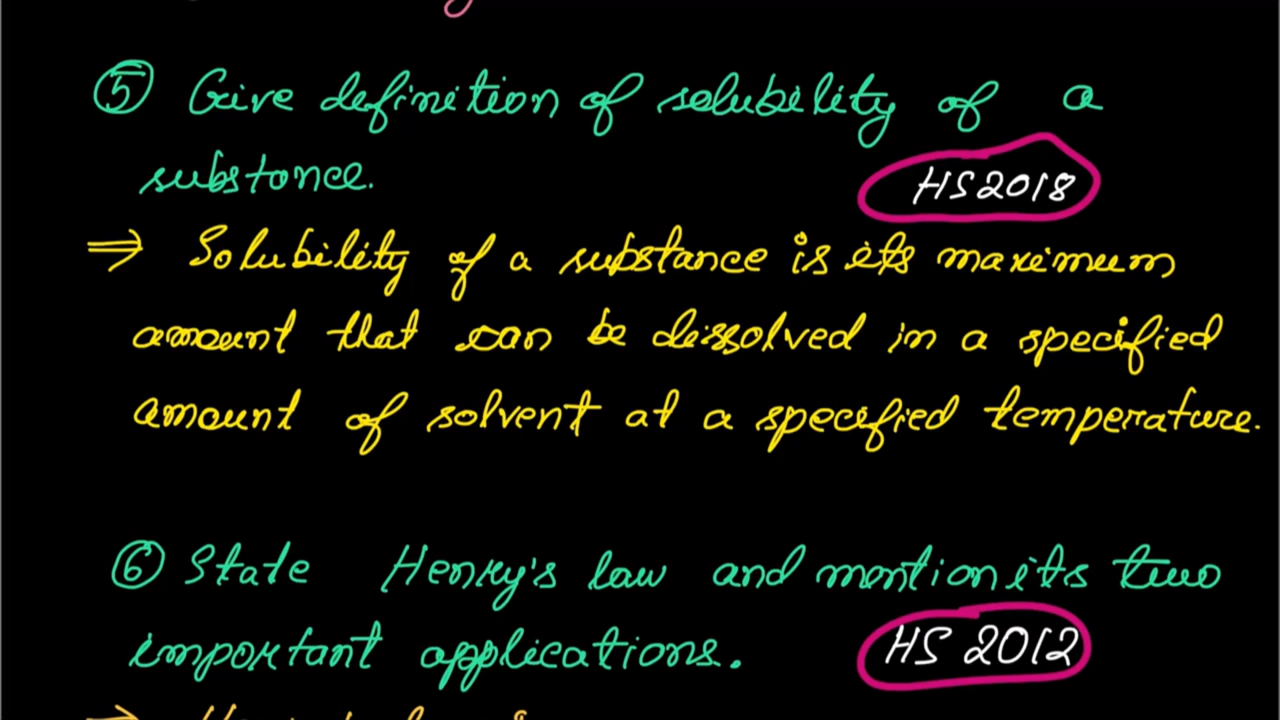 ⑤ Give definition of solubility of a
substance.
HS 2018
⇒ Solubility of a substance is its maximum
amount that can be dissolved in a specified
amount of solvent at a specified temperature.
⑥ State Henry's law and mention its two
important applications.
HS 2012